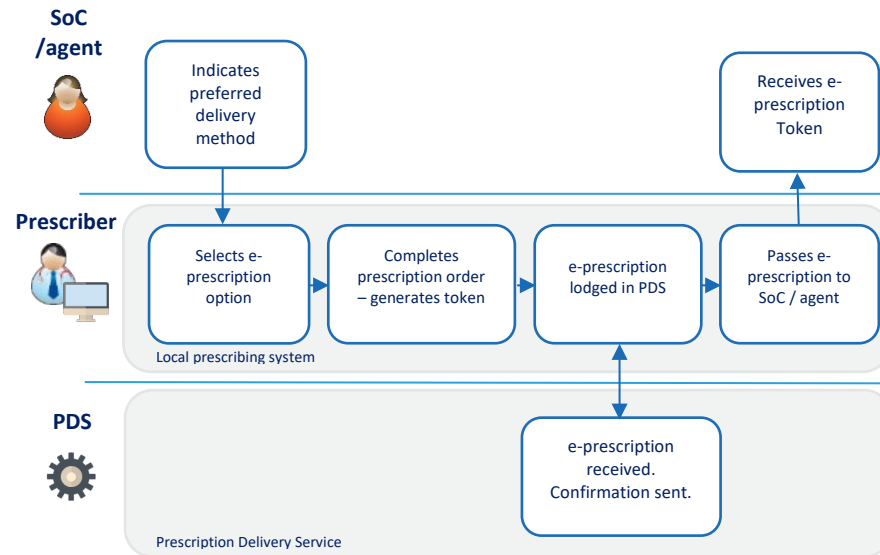 SoC
/agent
Indicates
preferred
delivery
method
Receives e-
prescription
Token
Prescriber
Selects e-
prescription
option
Completes
prescription order
– generates token
e-prescription
lodged in PDS
Passes e-
prescription to
SoC / agent
Local prescribing system
PDS
e-prescription
received.
Confirmation sent.
Prescription Delivery Service